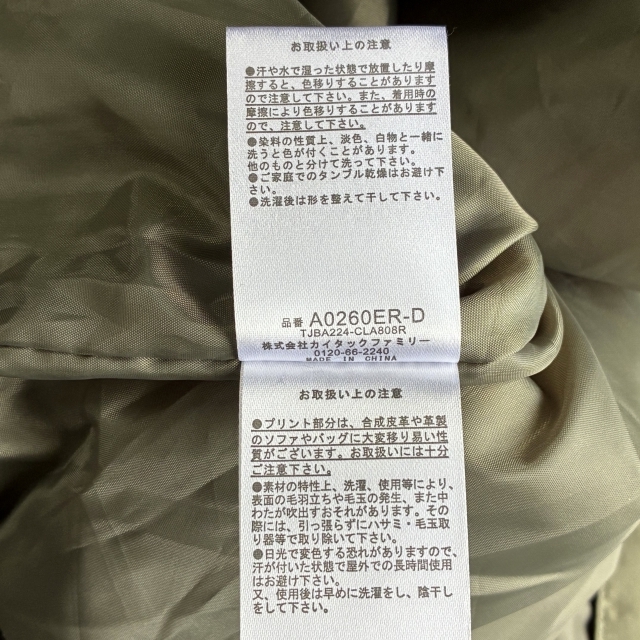 お取扱い上の注意
●汗や水で湿った状態で放置したり摩
擦すると、色移りすることがあります
ので注意して下さい。また、着用時の
摩擦により色移りすることがあります
ので、注意して下さい。
●染料の性質上、淡色、白物と一緒に
洗うと色が付くことがあります。
他のものと分けて洗って下さい。
●ご家庭でのタンブル乾燥はお避け下
さい。
●洗濯後は形を整えて干して下さい。
品番 A0260ER-D
TJBA224-CLA808R
株式会社カイタックファミリー
0120-66-2240
MADE IN CHINA
お取扱い上の注意
●プリント部分は、合成皮革や革製
のソファやバッグに大変移り易い性
質がございます。お取扱いには十分
ご注意下さい。
●素材の特性上、洗濯、使用等により、
表面の毛羽立ちや毛玉の発生、また中
わたが吹出すおそれがあります。その
際には、引っ張らずにハサミ・毛玉取
り器等で取り除いて下さい。
●日光で変色する恐れがありますので、
汗が付いた状態で屋外での長時間使用
はお避け下さい。
又、使用後は早めに洗濯をし、陰干し
をして下さい。